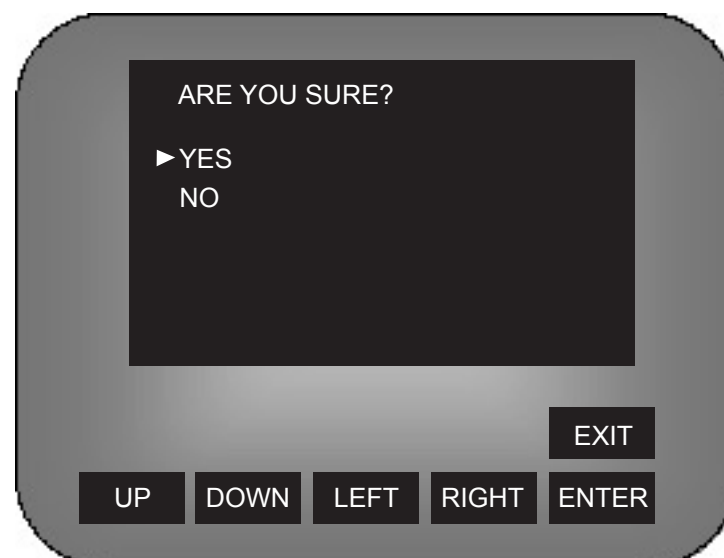 ARE YOU SURE?
►YES
NO
EXIT
UP DOWN LEFT RIGHT ENTER